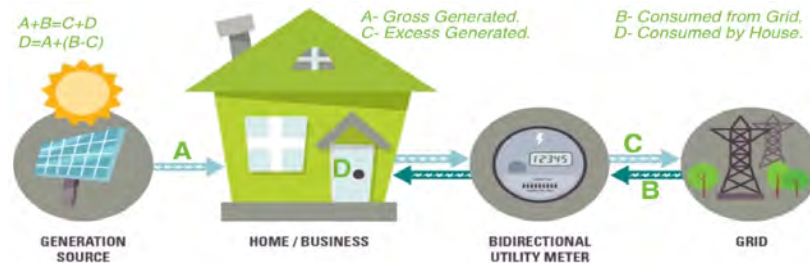 A+B=C+D
D=A+(B-C)
A- Gross Generated.
C- Excess Generated.
B- Consumed from Grid.
D- Consumed by House.
A
D
12345
C
B
GENERATION
SOURCE
HOME / BUSINESS
BIDIRECTIONAL
UTILITY METER
GRID